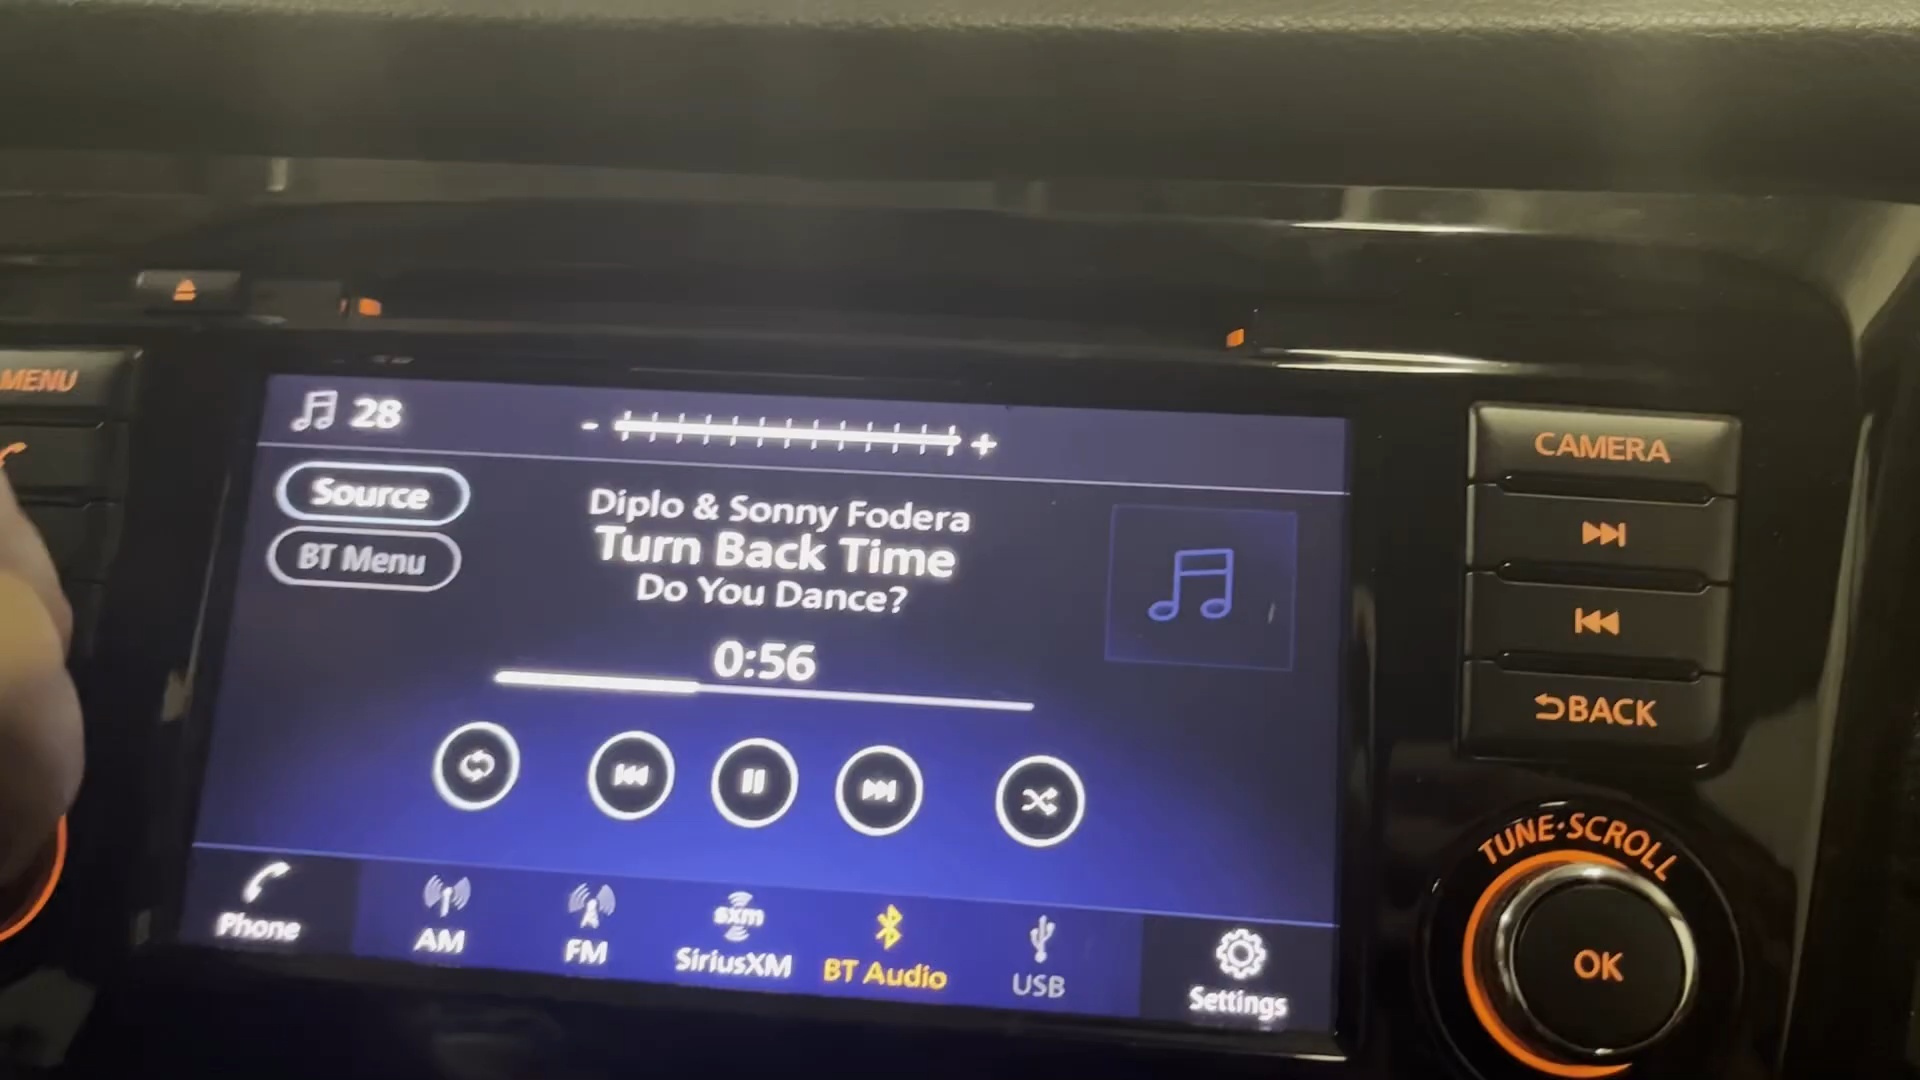 MENU
28
- +
Source
BT Menu
Diplo & Sonny Fodera
Turn Back Time
Do You Dance?
0:56
Phone
AM
FM
sxm
SiriusXM
BT Audio
USB
Settings
CAMERA
BACK
TUNE·SCROLL
OK